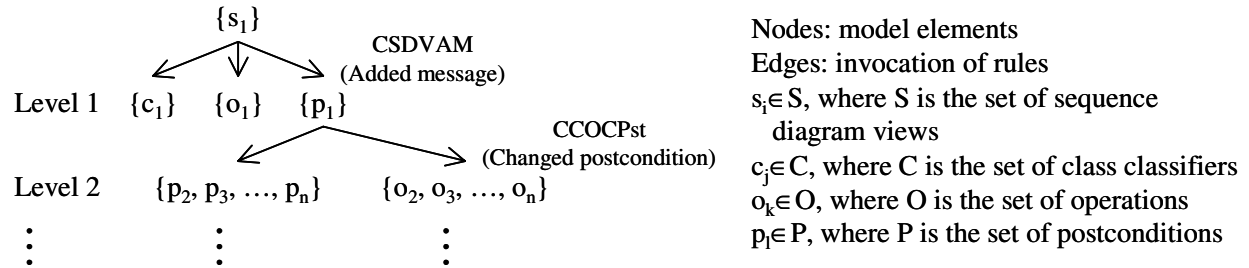 {s1}
CSDVAM
(Added message)
Level 1 {c1} {o1} {p1}
CCOCPst
(Changed postcondition)
Level 2 {p2, p3, …, pn} {o2, o3, …, on}
Nodes: model elements
Edges: invocation of rules
si∈S, where S is the set of sequence
diagram views
cj∈C, where C is the set of class classifiers
ok∈O, where O is the set of operations
pl∈P, where P is the set of postconditions